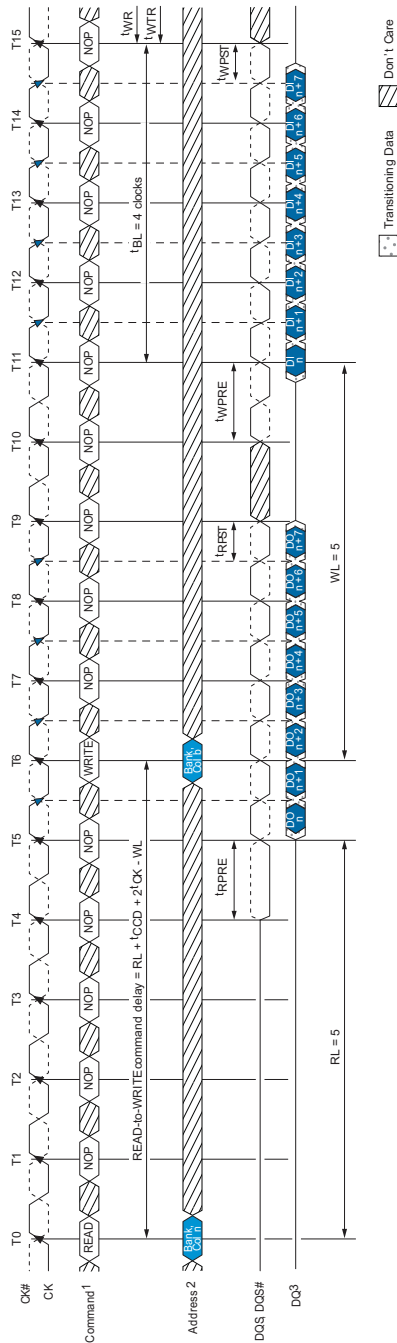 T0 T1 T2 T3 T4 T5 T6 T7 T8 T9 T10 T11 T12 T13 T14 T15
CK#
CK
Command1 READ NOP NOP NOP NOP NOP WRITE NOP NOP NOP NOP NOP NOP NOP NOP NOP
READ-to-WRITEcommand delay = RL + tCCD + 2tCK - WL
tBL = 4 clocks
tWR
tWTR
Address 2
Bank, Col n
Bank, Col b
tRPRE
tRPST
tWPRE
tWPST
DQS, DQS#
DQ3
DO n
DO n+1
DO n+2
DO n+3
DO n+4
DO n+5
DO n+6
DO n+7
DI n
DI n+1
DI n+2
DI n+3
DI n+4
DI n+5
DI n+6
DI n+7
RL = 5
WL = 5
Transitioning Data
Don't Care